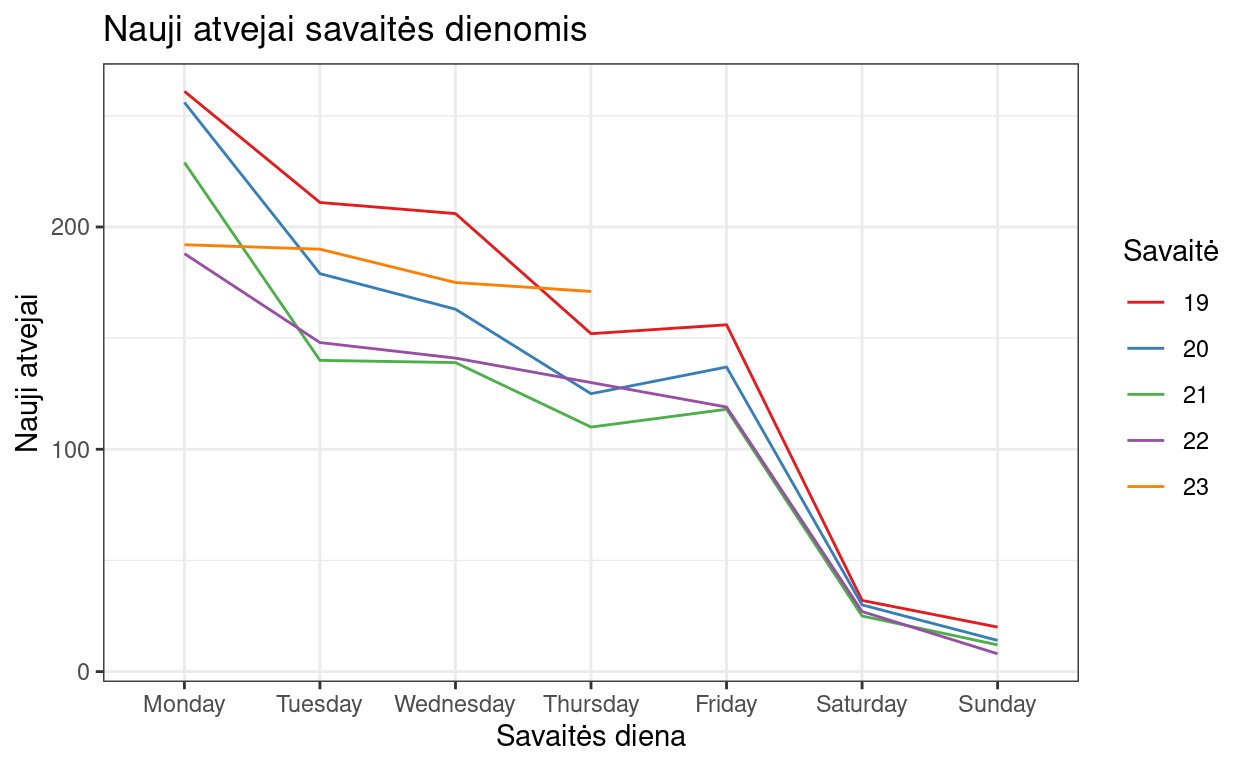 Nauji atvejai savaitės dienomis
Nauji atvejai
200
100
0
Monday Tuesday Wednesday Thursday Friday Saturday Sunday
Savaitės diena
Savaitė
19
20
21
22
23